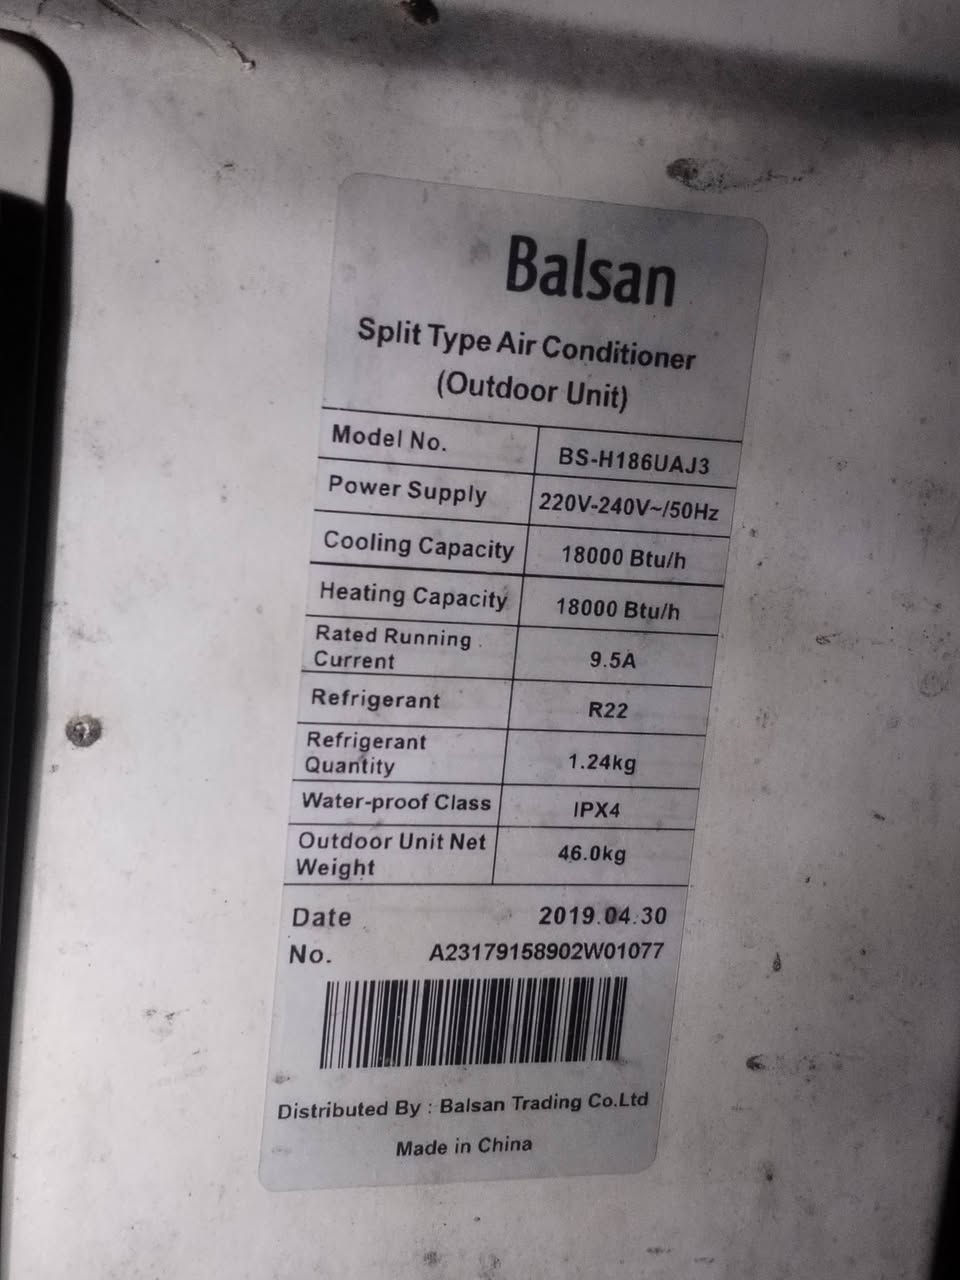 Balsan
Split Type Air Conditioner
(Outdoor Unit)
Model No. BS-H186UAJ3
Power Supply 220V-240V~/50Hz
Cooling Capacity 18000 Btu/h
Heating Capacity 18000 Btu/h
Rated Running
Current 9.5A
Refrigerant R22
Refrigerant
Quantity 1.24kg
Water-proof Class IPX4
Outdoor Unit Net
Weight 46.0kg
Date 2019.04.30
No. A23179158902W01077
Distributed By : Balsan Trading Co.Ltd
Made in China